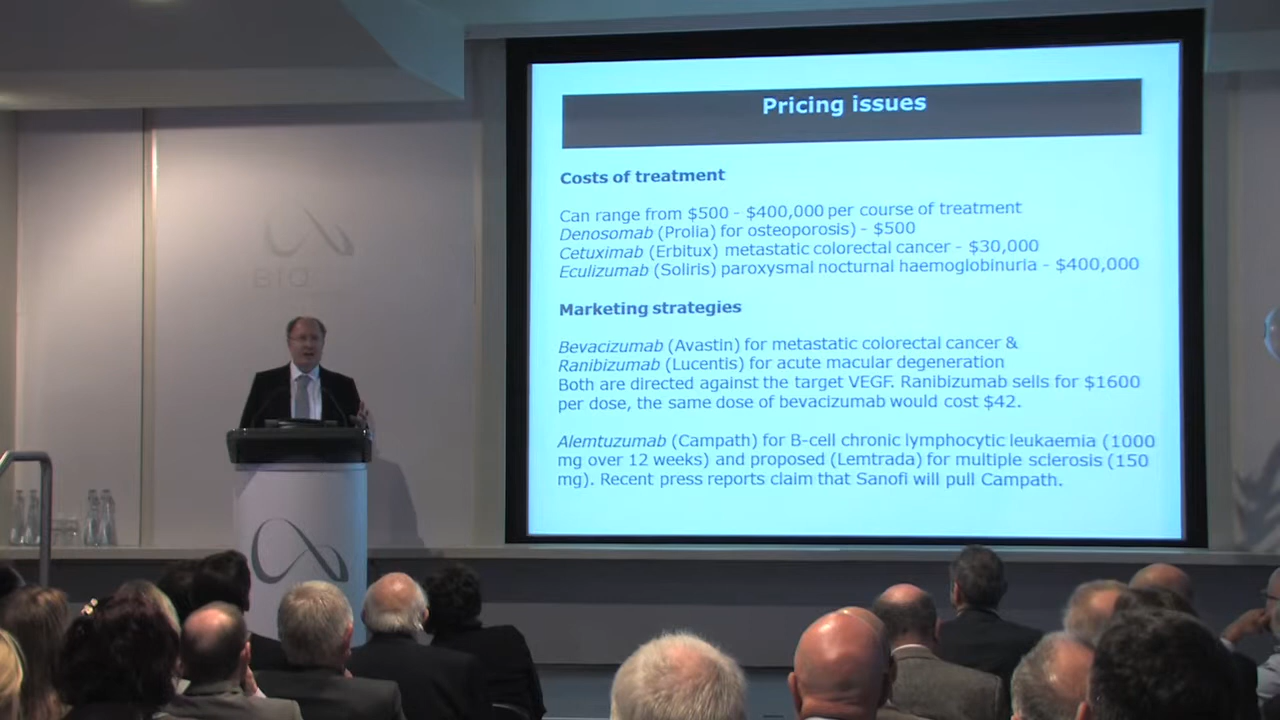 Pricing issues
Costs of treatment
Can range from $500 - $400,000 per course of treatment
Denosomab (Prolia) for osteoporosis) - $500
Cetuximab (Erbitux) metastatic colorectal cancer - $30,000
Eculizumab (Soliris) paroxysmal nocturnal haemoglobinuria - $400,000
Marketing strategies
Bevacizumab (Avastin) for metastatic colorectal cancer &
Ranibizumab (Lucentis) for acute macular degeneration
Both are directed against the target VEGF. Ranibizumab sells for $1600
per dose, the same dose of bevacizumab would cost $42.
Alemtuzumab (Campath) for B-cell chronic lymphocytic leukaemia (1000
mg over 12 weeks) and proposed (Lemtrada) for multiple sclerosis (150
mg). Recent press reports claim that Sanofi will pull Campath.